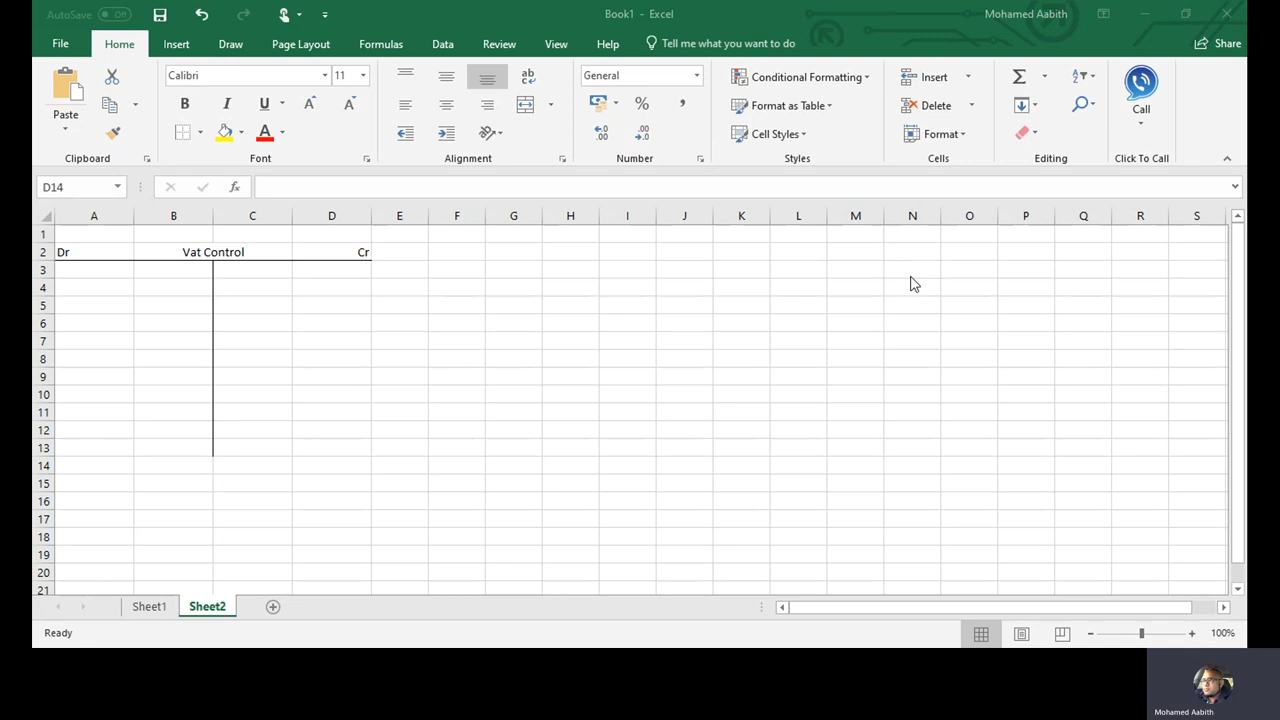 AutoSave Off
Book1 - Excel
Mohamed Aabith
File Home Insert Draw Page Layout Formulas Data Review View Help Tell me what you want to do Share
Calibri 11 General Conditional Formatting Insert
Paste B I U A A % , Format as Table Delete Call
A Cell Styles Format
Clipboard Font Alignment Number Styles Cells Editing Click To Call
D14 fx
A B C D E F G H I J K L M N O P Q R S
1
2 Dr Vat Control Cr
3
4
5
6
7
8
9
10
11
12
13
14
15
16
17
18
19
20
21
Sheet1 Sheet2
Ready 100%
Mohamed Aabith